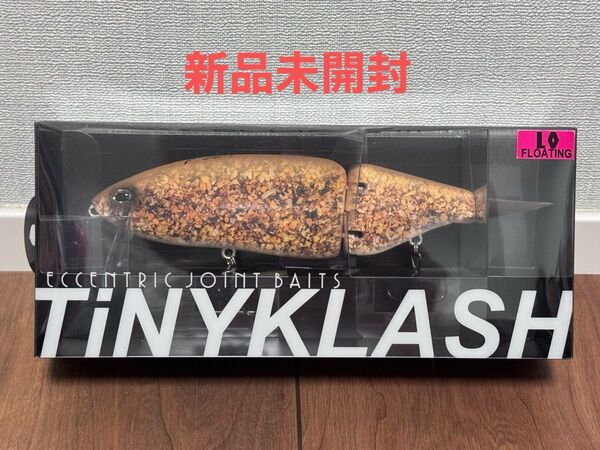 新品未開封
LO
FLOATING
ECCENTRIC JOINT BAITS
TiNYKLASH